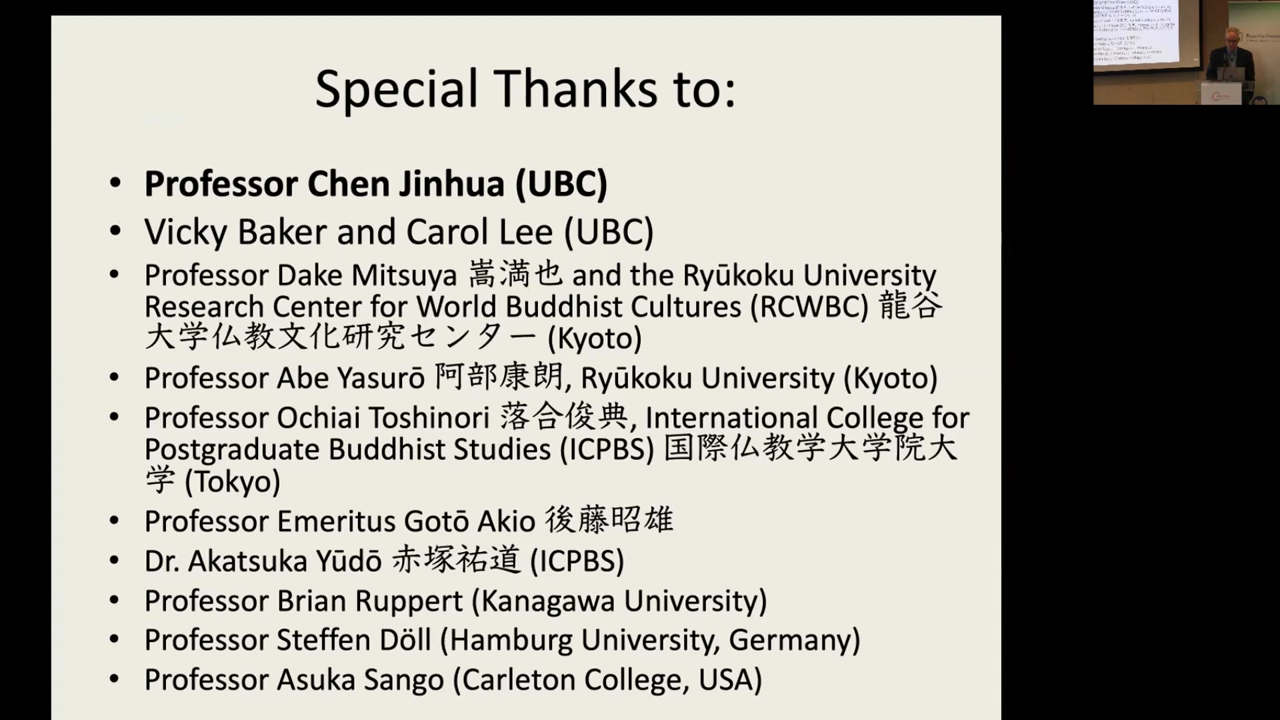 Special Thanks to:
• Professor Chen Jinhua (UBC)
• Vicky Baker and Carol Lee (UBC)
• Professor Dake Mitsuya 嵩満也 and the Ryūkoku University
Research Center for World Buddhist Cultures (RCWBC) 龍谷
大学仏教文化研究センター (Kyoto)
• Professor Abe Yasurō 阿部康朗, Ryūkoku University (Kyoto)
• Professor Ochiai Toshinori 落合俊典, International College for
Postgraduate Buddhist Studies (ICPBS) 国際仏教学大学院大
学 (Tokyo)
• Professor Emeritus Gotō Akio 後藤昭雄
• Dr. Akatsuka Yūdō 赤塚祐道 (ICPBS)
• Professor Brian Ruppert (Kanagawa University)
• Professor Steffen Döll (Hamburg University, Germany)
• Professor Asuka Sango (Carleton College, USA)